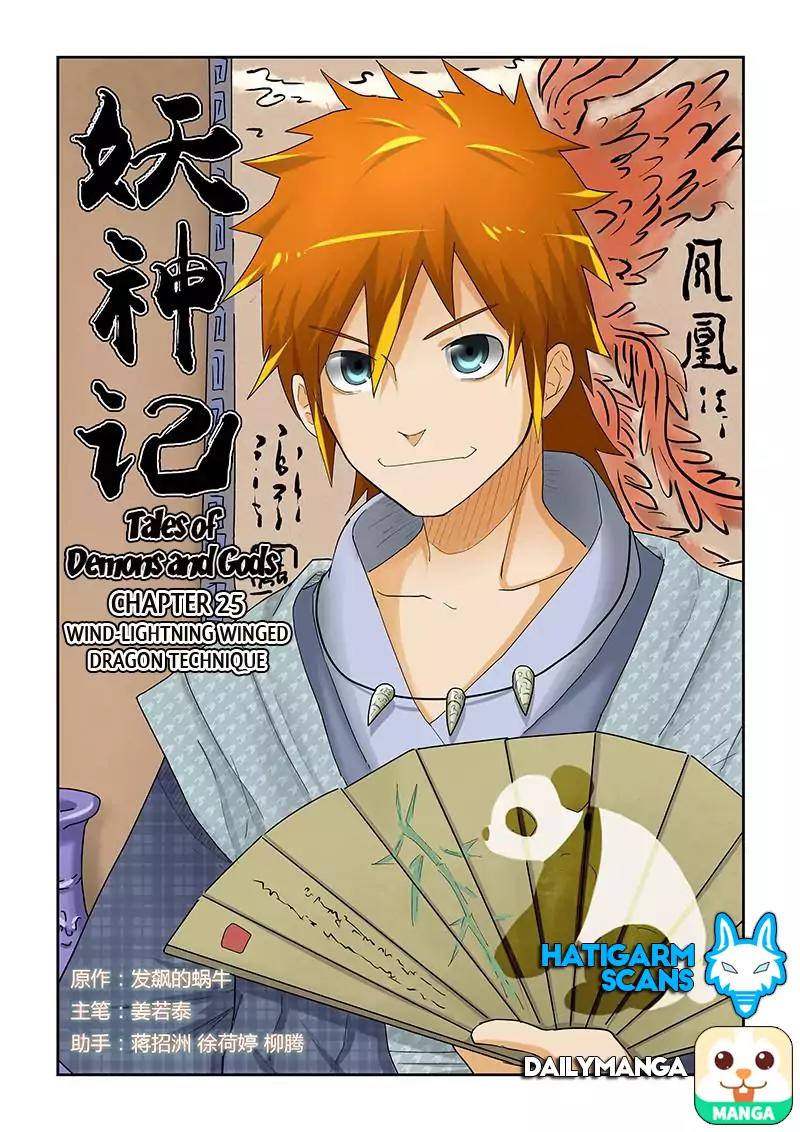 妖神记
Tales of
Demons and Gods
CHAPTER 25
WIND-LIGHTNING WINGED
DRAGON TECHNIQUE
凤凰
原作：发飙的蜗牛
主笔：姜若泰
助手：蒋招洲 徐荷婷 柳腾
HATIGARM
SCANS
DAILYMANGA
MANGA